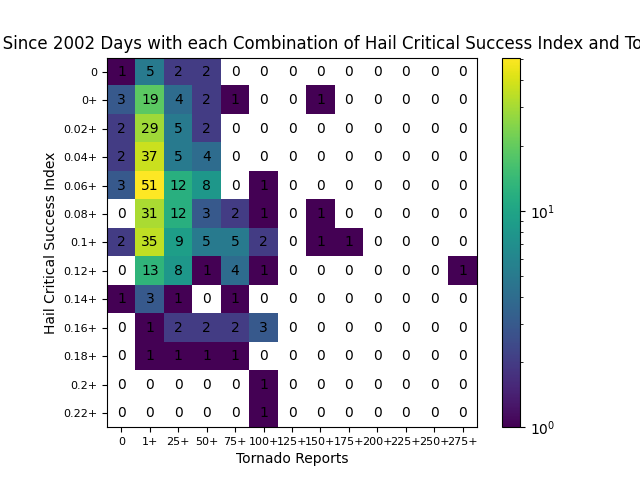 Since 2002 Days with each Combination of Hail Critical Success Index and To
0 1 5 2 2 0 0 0 0 0 0 0 0 0
0+ 3 19 4 2 1 0 0 1 0 0 0 0 0
0.02+ 2 29 5 2 0 0 0 0 0 0 0 0 0
0.04+ 2 37 5 4 0 0 0 0 0 0 0 0 0
0.06+ 3 51 12 8 0 1 0 0 0 0 0 0 0
0.08+ 0 31 12 3 2 1 0 1 0 0 0 0 0
0.1+ 2 35 9 5 5 2 0 1 1 0 0 0 0
0.12+ 0 13 8 1 4 1 0 0 0 0 0 0 1
0.14+ 1 3 1 0 1 0 0 0 0 0 0 0 0
0.16+ 0 1 2 2 2 3 0 0 0 0 0 0 0
0.18+ 0 1 1 1 1 0 0 0 0 0 0 0 0
0.2+ 0 0 0 0 0 1 0 0 0 0 0 0 0
0.22+ 0 0 0 0 0 1 0 0 0 0 0 0 0
0 1+ 25+ 50+ 75+ 100+ 125+ 150+ 175+ 200+ 225+ 250+ 275+
Tornado Reports
Hail Critical Success Index
10¹
10⁰